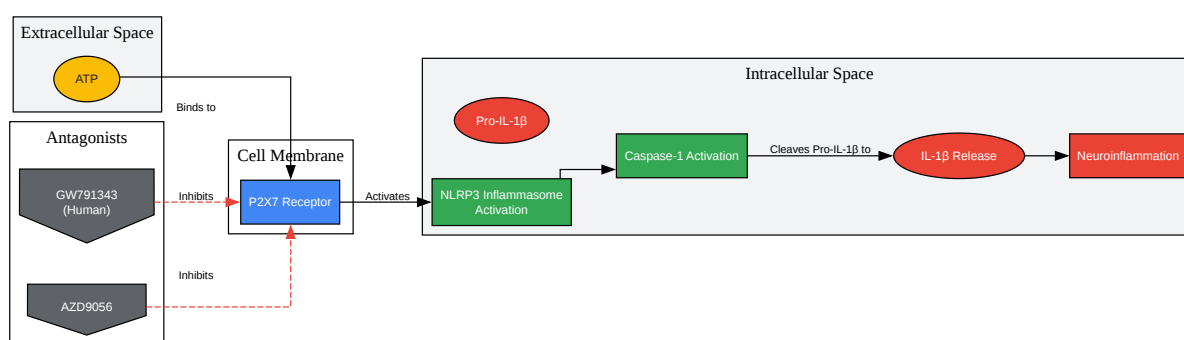 Extracellular Space
ATP
Binds to
Antagonists
GW791343
(Human)
Inhibits
AZD9056
Inhibits
Cell Membrane
P2X7 Receptor
Activates
Intracellular Space
Pro-IL-1β
NLRP3 Inflammasome
Activation
Caspase-1 Activation
Cleaves Pro-IL-1β to
IL-1β Release
Neuroinflammation